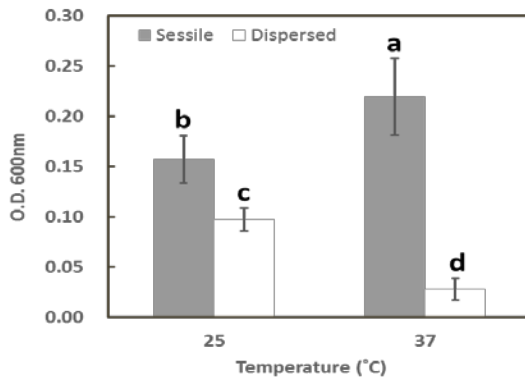 0.30
Sessile Dispersed
a
0.25
b
0.20
c
0.15
0.10
d
0.05
0.00
O.D. 600nm
25 37
Temperature (˚C)